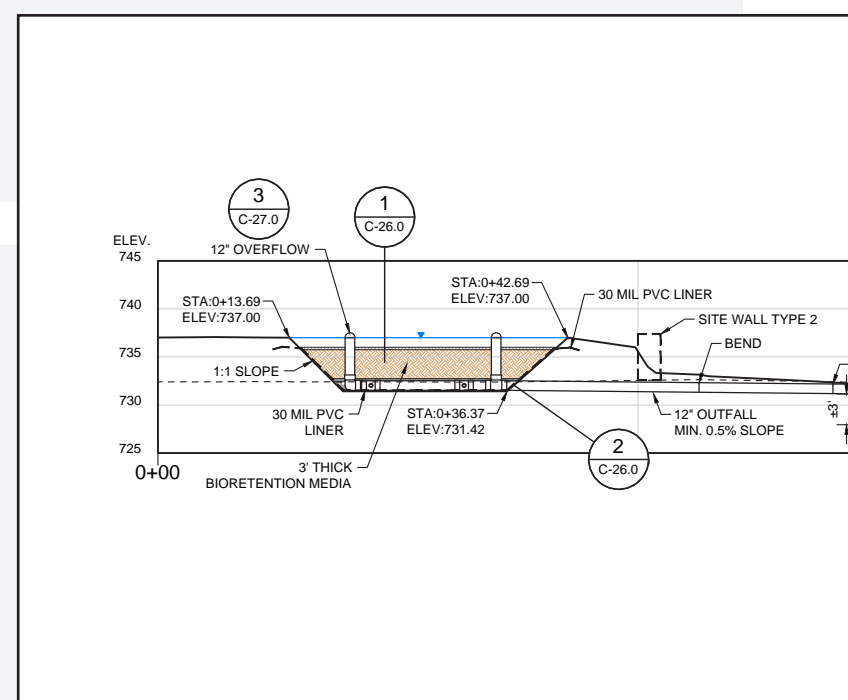 3
C-27.0
1
C-26.0
ELEV.
745
12" OVERFLOW
740
STA:0+13.69
ELEV:737.00
STA:0+42.69
ELEV:737.00
30 MIL PVC LINER
SITE WALL TYPE 2
BEND
735
1:1 SLOPE
730
30 MIL PVC
LINER
STA:0+36.37
ELEV:731.42
12" OUTFALL
MIN. 0.5% SLOPE
±3'
725
0+00
3' THICK
BIORETENTION MEDIA
2
C-26.0